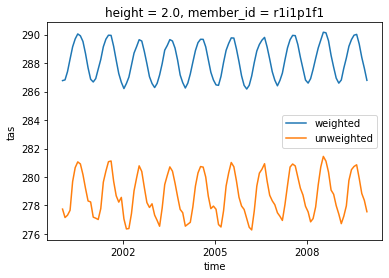 height = 2.0, member_id = r1i1p1f1
290
288
286
284
282
280
278
276
tas
weighted
unweighted
2002
2005
2008
time